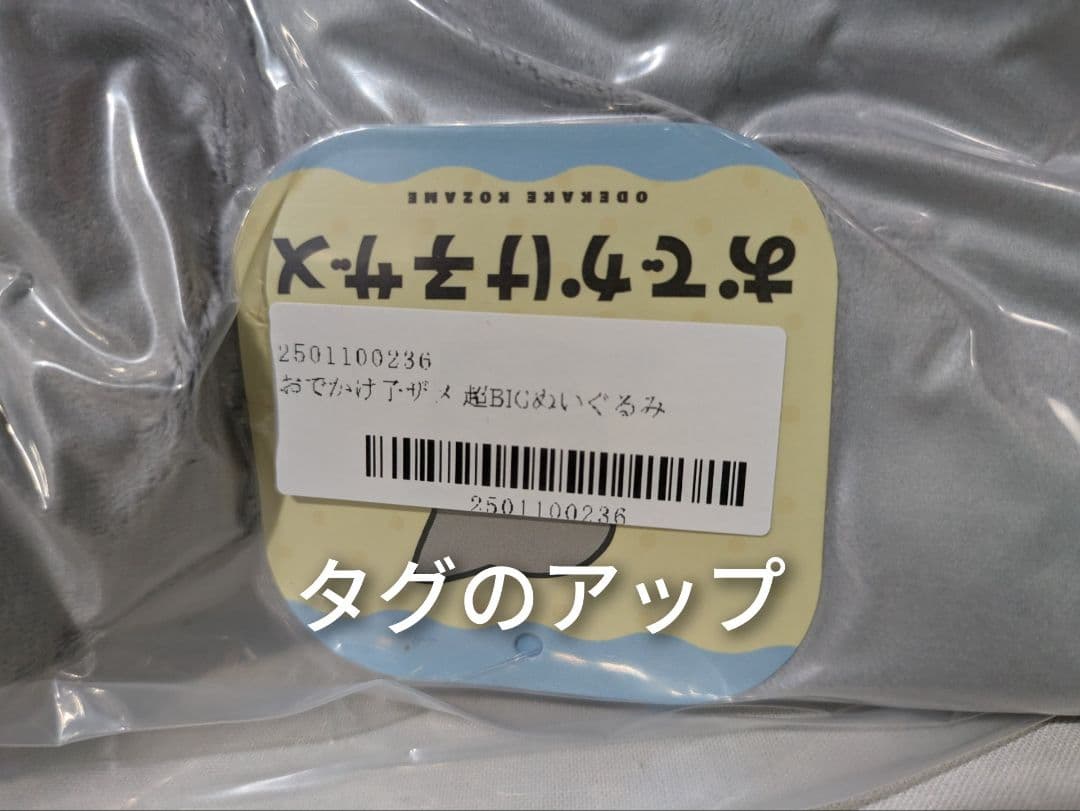 ODEKAKE KOZAME
おでかけ子ザメ
2501100236
おでかけ子ザメ 超BIGぬいぐるみ
2501100236
タグのアップ